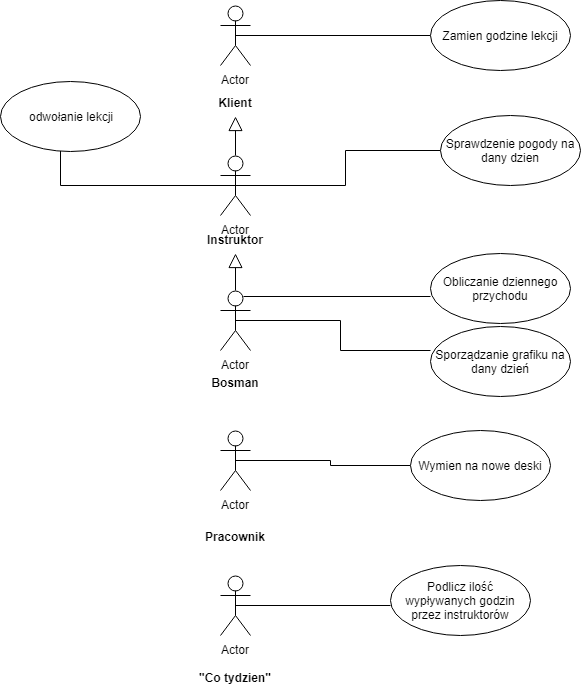 Zamien godzine lekcji
Actor
Klient
odwołanie lekcji
Sprawdzenie pogody na
dany dzien
Actor
Instruktor
Obliczanie dziennego
przychodu
Sporządzanie grafiku na
dany dzień
Actor
Bosman
Wymien na nowe deski
Actor
Pracownik
Podlicz ilość
wypływanych godzin
przez instruktorów
Actor
"Co tydzien"